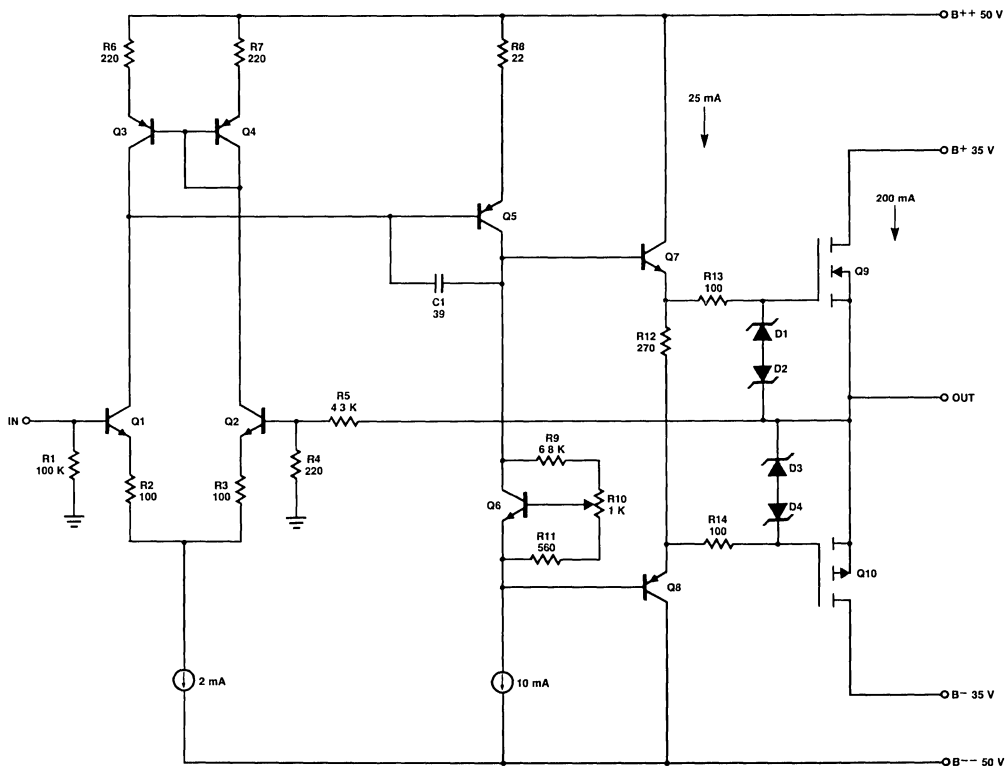 B++ 50 V
R6
220
R7
220
R8
22
25 mA
Q3
Q4
B+ 35 V
200 mA
Q5
Q7
R13
100
Q9
C1
39
R12
270
D1
D2
IN
Q1
Q2
R5
4 3 K
OUT
R1
100 K
R4
220
R9
6 8 K
D3
R2
100
R3
100
Q6
R10
1 K
D4
R14
100
R11
560
Q10
Q8
2 mA
10 mA
B- 35 V
B-- 50 V